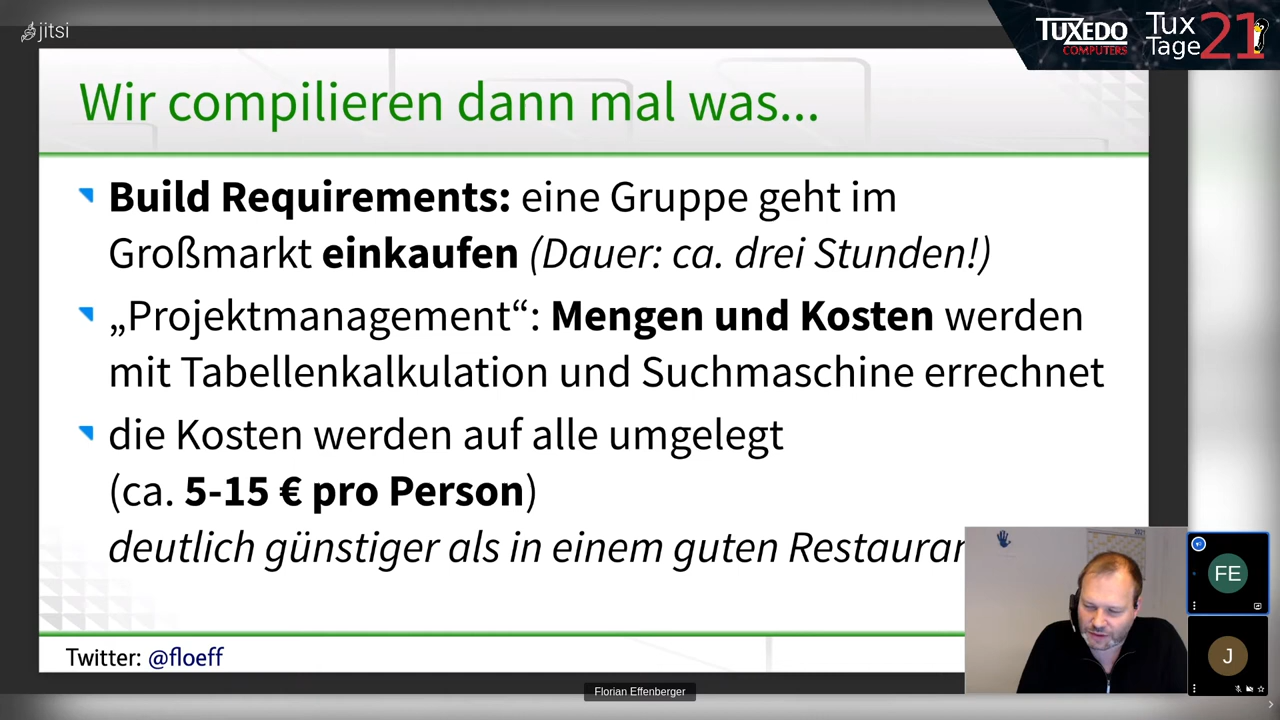 jitsi
TUXEDO
COMPUTERS
Tux
Tage
21
Wir compilieren dann mal was...
Build Requirements: eine Gruppe geht im
Großmarkt einkaufen (Dauer: ca. drei Stunden!)
„Projektmanagement“: Mengen und Kosten werden
mit Tabellenkalkulation und Suchmaschine errechnet
die Kosten werden auf alle umgelegt
(ca. 5-15 € pro Person)
deutlich günstiger als in einem guten
Twitter: @floeff
Florian Effenberger
FE
J